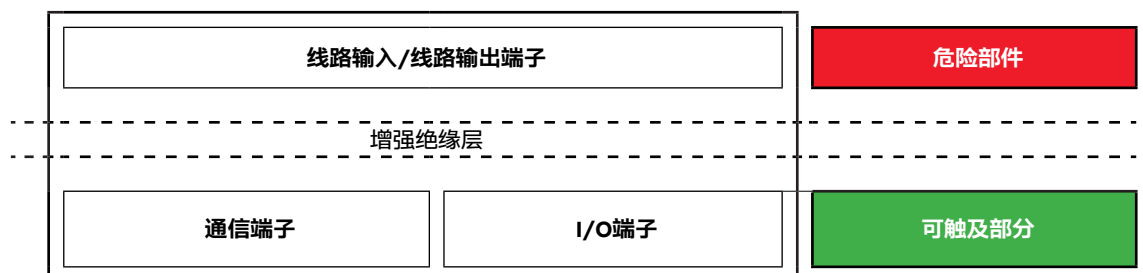 线路输入/线路输出端子
危险部件
增强绝缘层
通信端子
I/O端子
可触及部分